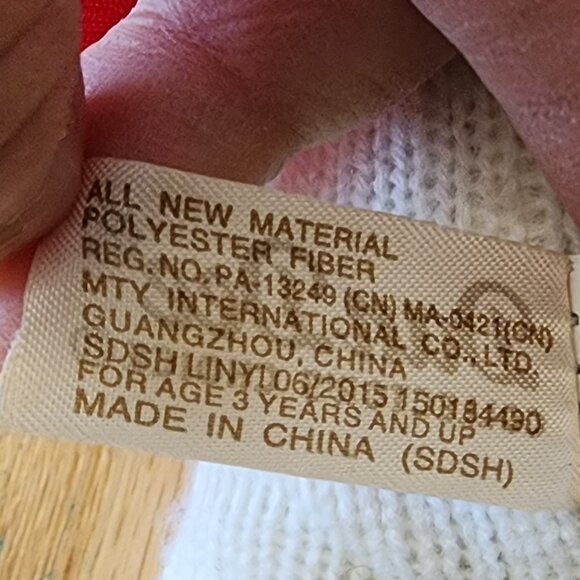 ALL NEW MATERIAL
POLYESTER FIBER
REG. NO. PA-13249 (CN) MA-0421(CN)
MTY INTERNATIONAL CO., LTD.
GUANGZHOU, CHINA
SDSH LINYI 06/2015 150184490
FOR AGE 3 YEARS AND UP
MADE IN CHINA (SDSH)